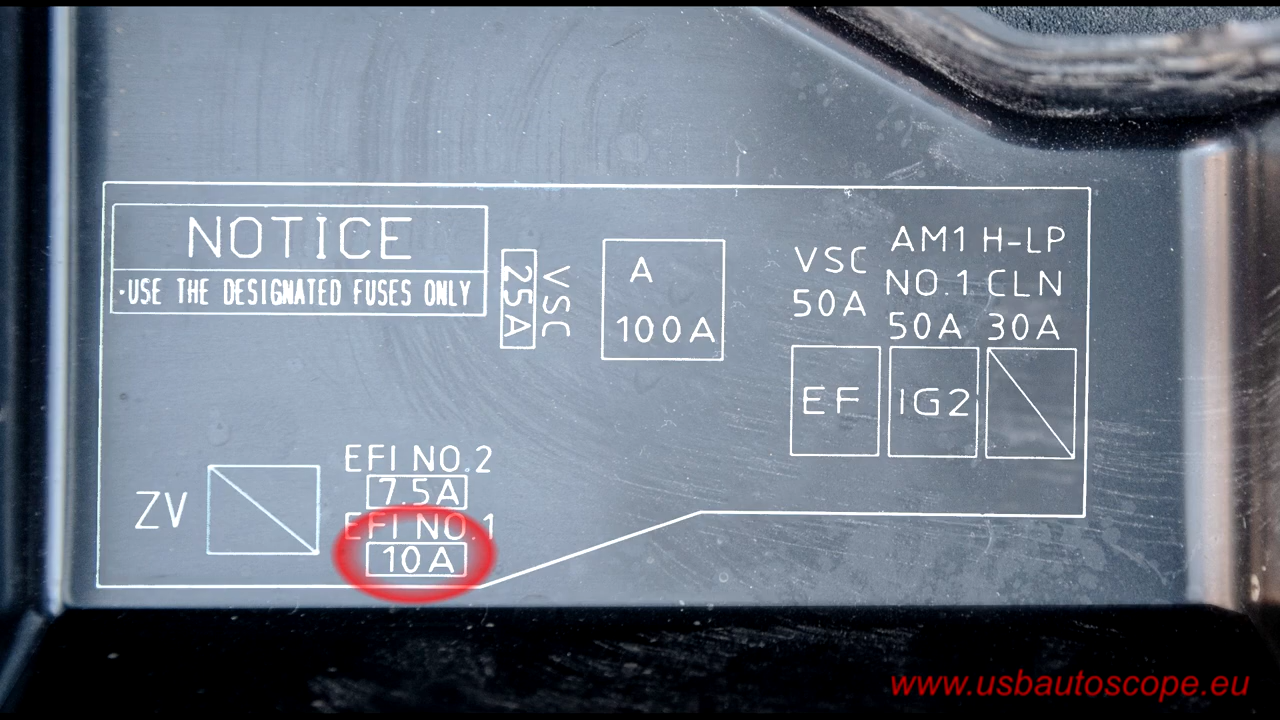 NOTICE
·USE THE DESIGNATED FUSES ONLY
25A
VSC
A
100A
VSC
50A
AM1
NO.1
50A
H-LP
CLN
30A
EF
IG2
ZV
EFI NO.2
7.5A
EFI NO.1
10A
www.usbautoscope.eu